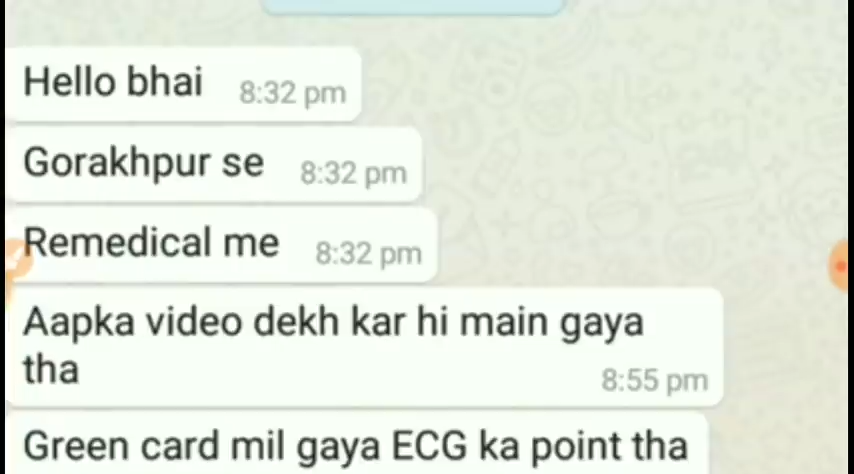 Hello bhai 8:32 pm
Gorakhpur se 8:32 pm
Remedical me 8:32 pm
Aapka video dekh kar hi main gaya
tha 8:55 pm
Green card mil gaya ECG ka point tha